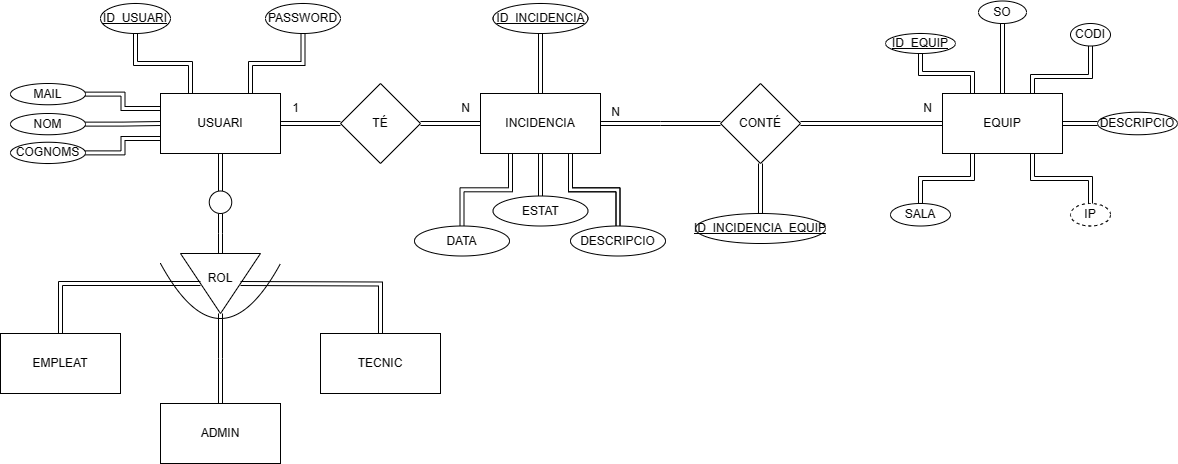 ID_USUARI
PASSWORD
ID_INCIDENCIA
SO
CODI
ID_EQUIP
MAIL
NOM
COGNOMS
USUARI
1
TÉ
N
INCIDENCIA
N
CONTÉ
N
EQUIP
DESCRIPCIO
DATA
ESTAT
DESCRIPCIO
ID_INCIDENCIA_EQUIP
SALA
IP
ROL
EMPLEAT
TECNIC
ADMIN